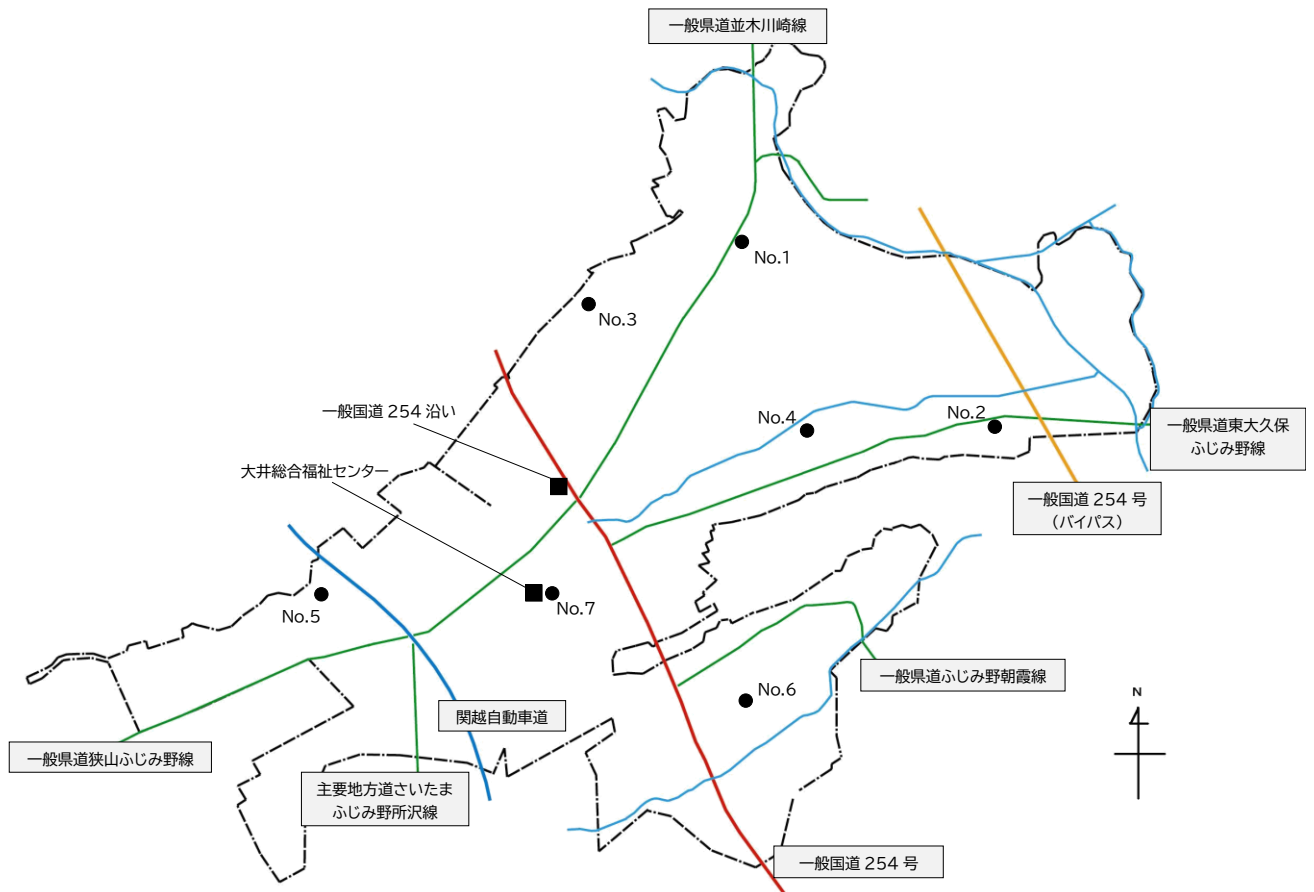 一般県道並木川崎線
No.1
No.3
一般国道 254 沿い
No.4
No.2
一般県道東大久保
ふじみ野線
大井総合福祉センター
一般国道 254 号
(バイパス)
No.5
No.7
一般県道ふじみ野朝霞線
No.6
N
関越自動車道
一般県道狭山ふじみ野線
主要地方道さいたま
ふじみ野所沢線
一般国道 254 号